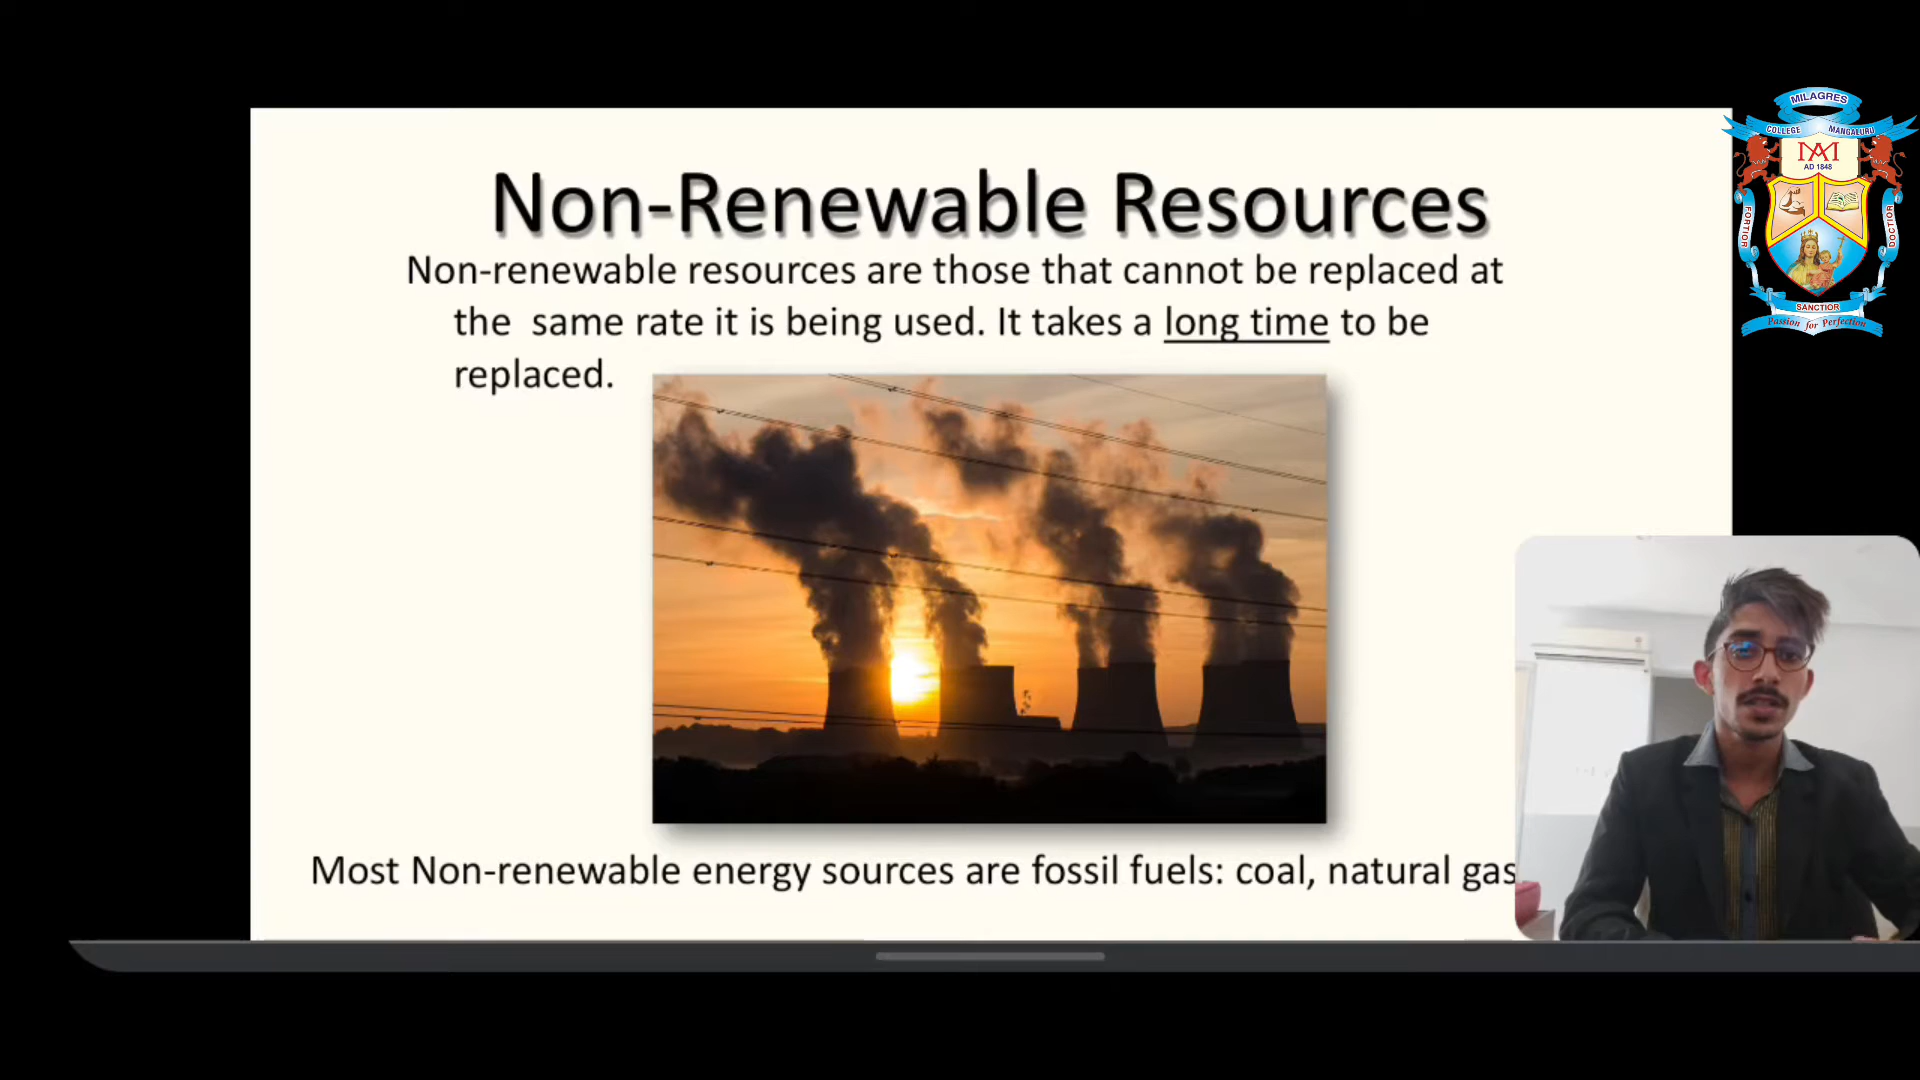 Non-Renewable Resources
Non-renewable resources are those that cannot be replaced at
the same rate it is being used. It takes a long time to be
replaced.
Most Non-renewable energy sources are fossil fuels: coal, natural gas
MILAGRES
COLLEGE MANGALURU
AM
AD 1848
FORTIOR
DOCTIOR
SANCTIOR
Passion for Perfection